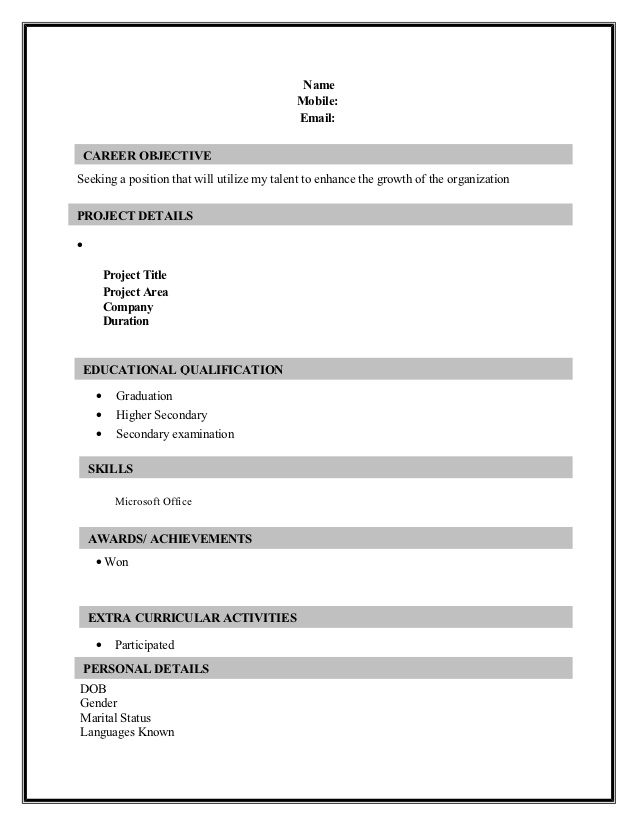 Name
Mobile:
Email:
CAREER OBJECTIVE
Seeking a position that will utilize my talent to enhance the growth of the organization
PROJECT DETAILS
•
Project Title
Project Area
Company
Duration
EDUCATIONAL QUALIFICATION
• Graduation
• Higher Secondary
• Secondary examination
SKILLS
Microsoft Office
AWARDS/ ACHIEVEMENTS
• Won
EXTRA CURRICULAR ACTIVITIES
• Participated
PERSONAL DETAILS
DOB
Gender
Marital Status
Languages Known